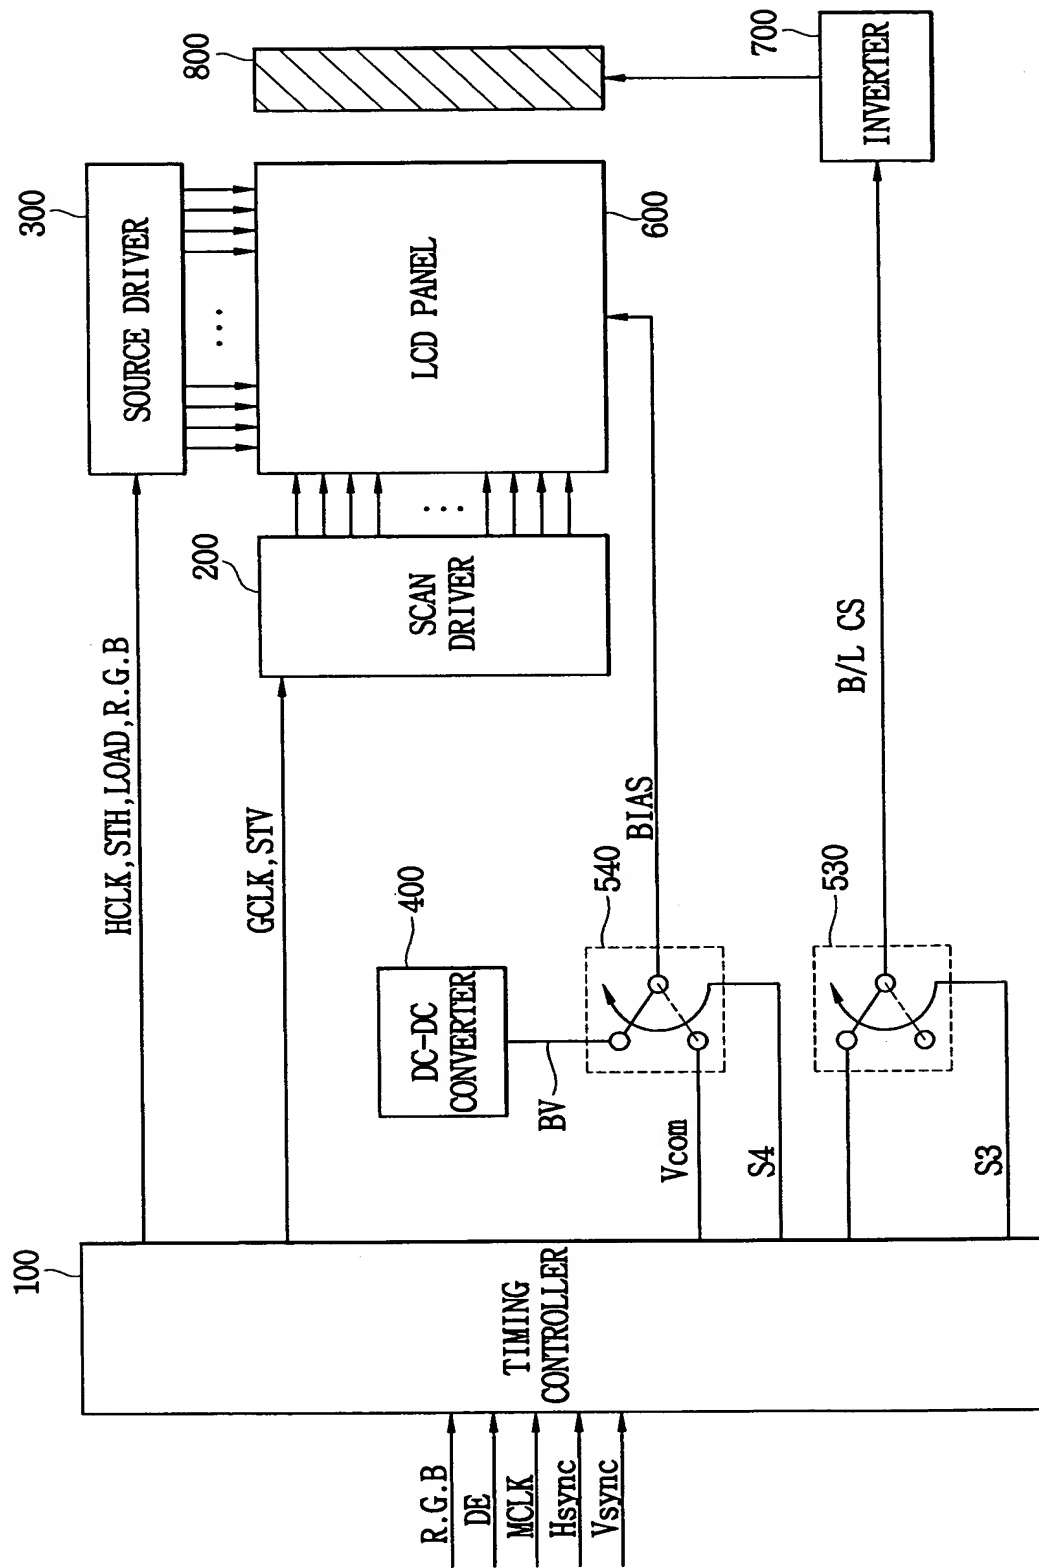 100
TIMING
CONTROLLER
R.G.B
DE
MCLK
Hsync
Vsync
HCLK,STH,LOAD,R.G.B
GCLK,STV
400
DC-DC
CONVERTER
BV
Vcom
S4
540
BIAS
S3
530
B/L CS
200
SCAN
DRIVER
...
300
SOURCE DRIVER
...
LCD PANEL
600
800
700
INVERTER